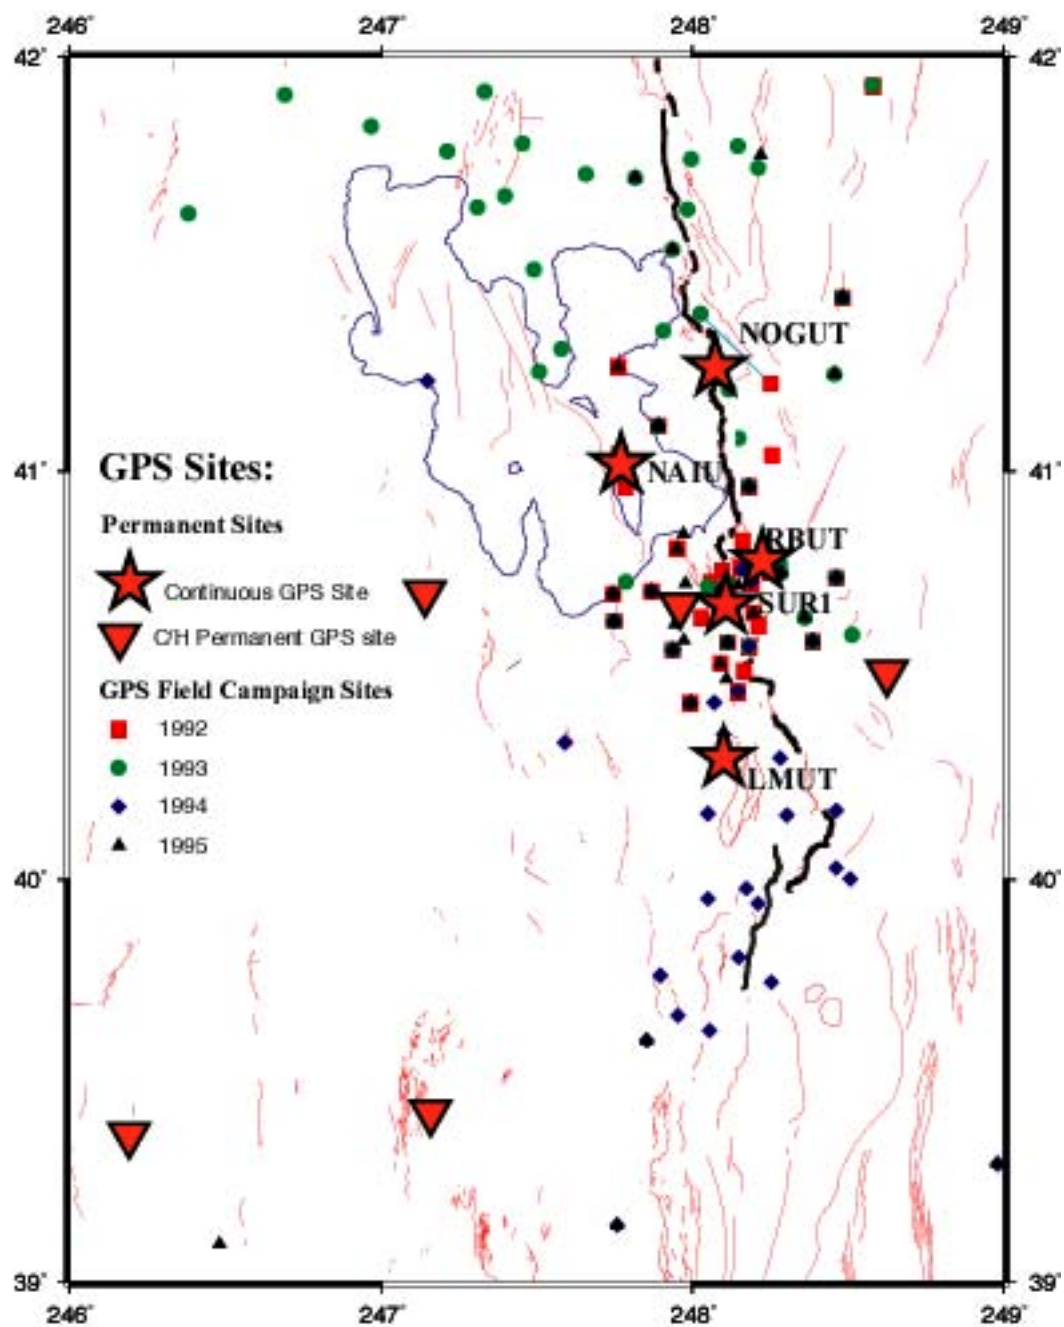 246° 247° 248° 249°
42° 42°
NOGUT
41° 41°
NAIU
GPS Sites:
Permanent Sites
RBUT
Continuous GPS Site
SUR1
C/H Permanent GPS site
GPS Field Campaign Sites
1992
1993
LMUT
1994
1995
40° 40°
39° 39°
246° 247° 248° 249°